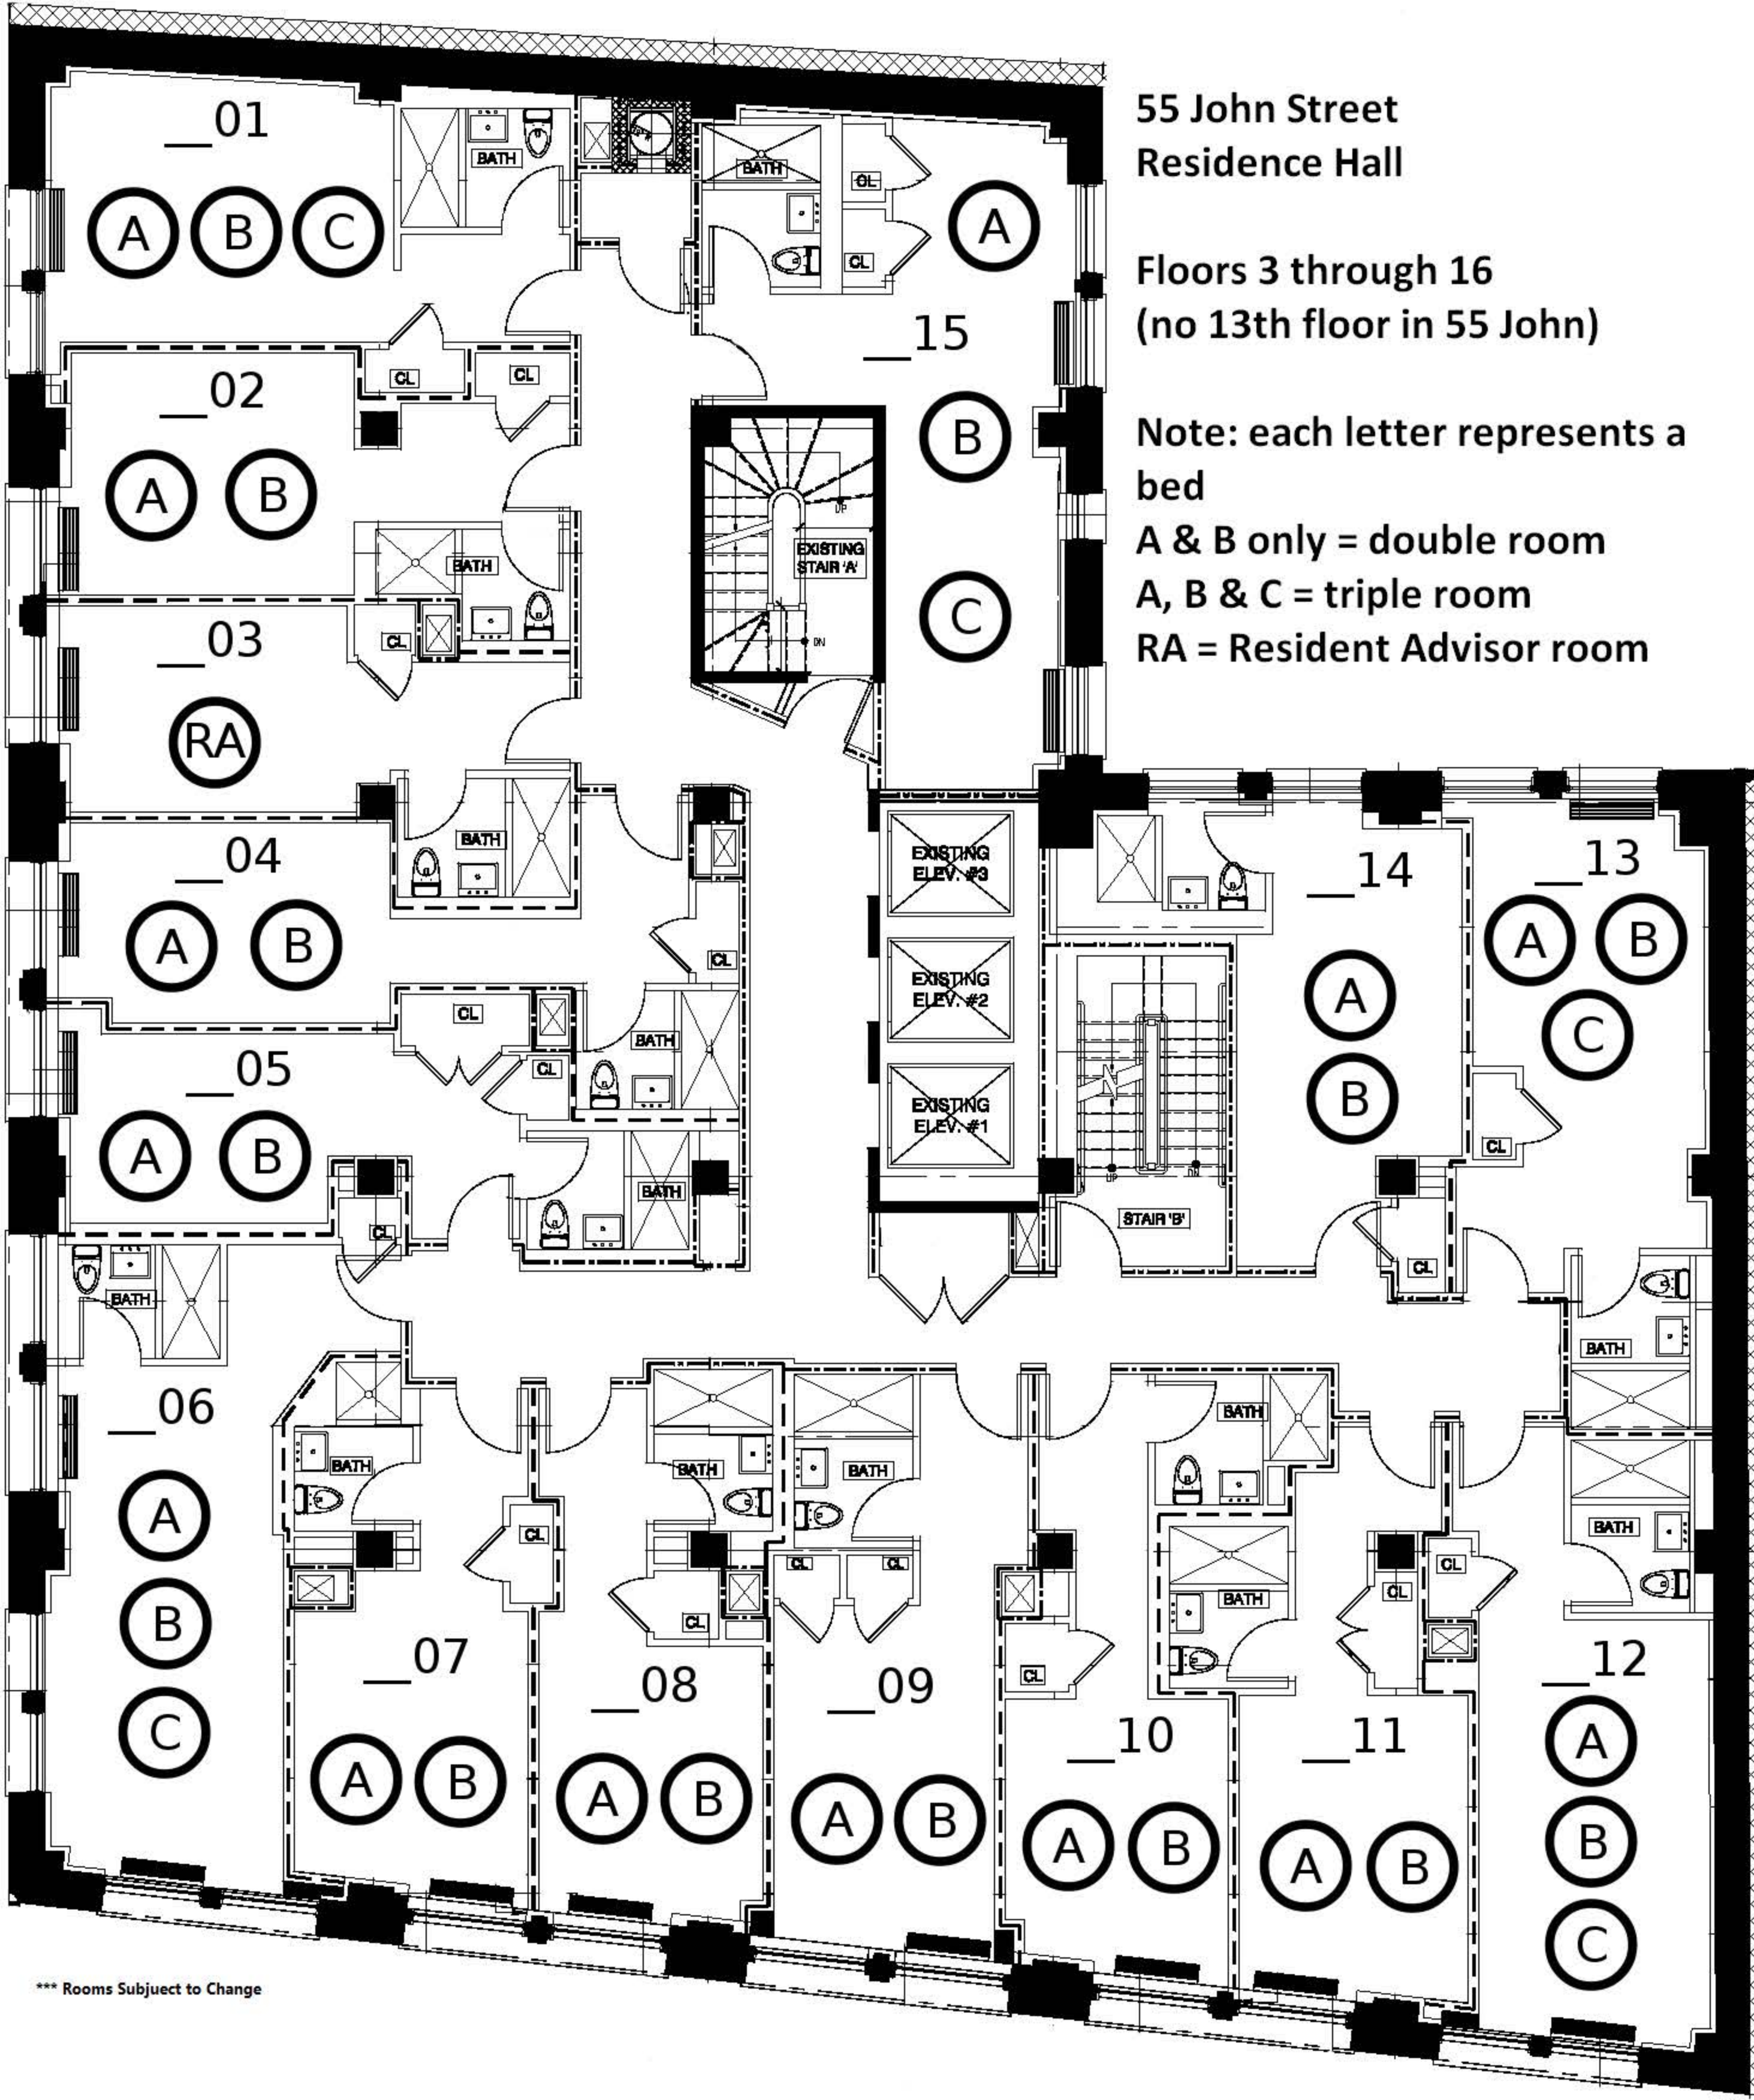 55 John Street
Residence Hall
Floors 3 through 16
(no 13th floor in 55 John)
Note: each letter represents a
bed
A & B only = double room
A, B & C = triple room
RA = Resident Advisor room
__01
A B C
BATH
CL
CL
BATH
CL
CL
A
__15
B
C
__02
A B
BATH
EXISTING
STAIR 'A'
UP
DN
__03
CL
RA
BATH
__04
A B
CL
BATH
EXISTING
ELEV. #3
EXISTING
ELEV. #2
EXISTING
ELEV. #1
__14
A
B
CL
__13
A B
C
CL
BATH
UP
DN
STAIR 'B'
__05
CL
CL
A B
BATH
CL
BATH
__06
A
B
C
BATH
CL
__07
A B
BATH
CL
__08
A B
BATH
CL
CL
__09
A B
BATH
CL
__10
A B
BATH
CL
__11
A B
BATH
CL
__12
A
B
C
*** Rooms Subjuect to Change